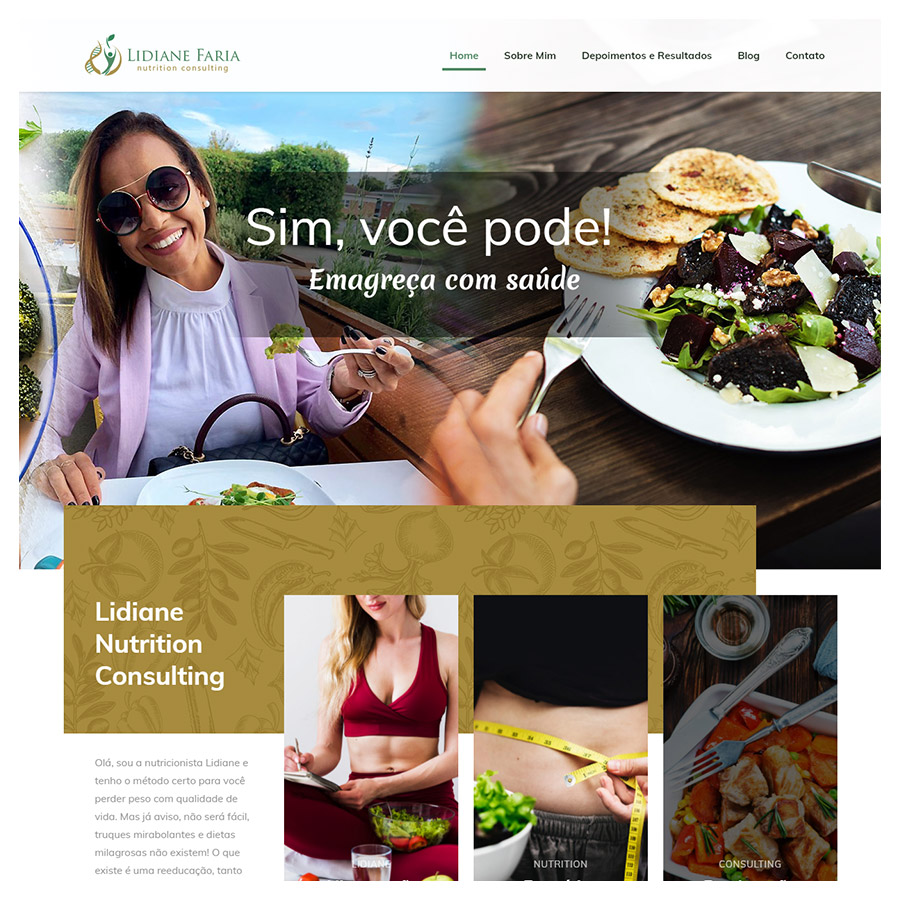 LIDIANE FARIA
nutrition consulting
Home Sobre Mim Depoimentos e Resultados Blog Contato
Sim, você pode!
Emagreça com saúde
Lidiane
Nutrition
Consulting
Olá, sou a nutricionista Lidiane e
tenho o método certo para você
perder peso com qualidade de
vida. Mas já aviso, não será fácil,
truques mirabolantes e dietas
milagrosas não existem! O que
existe é uma reeducação, tanto
LIDIANE
NUTRITION
CONSULTING